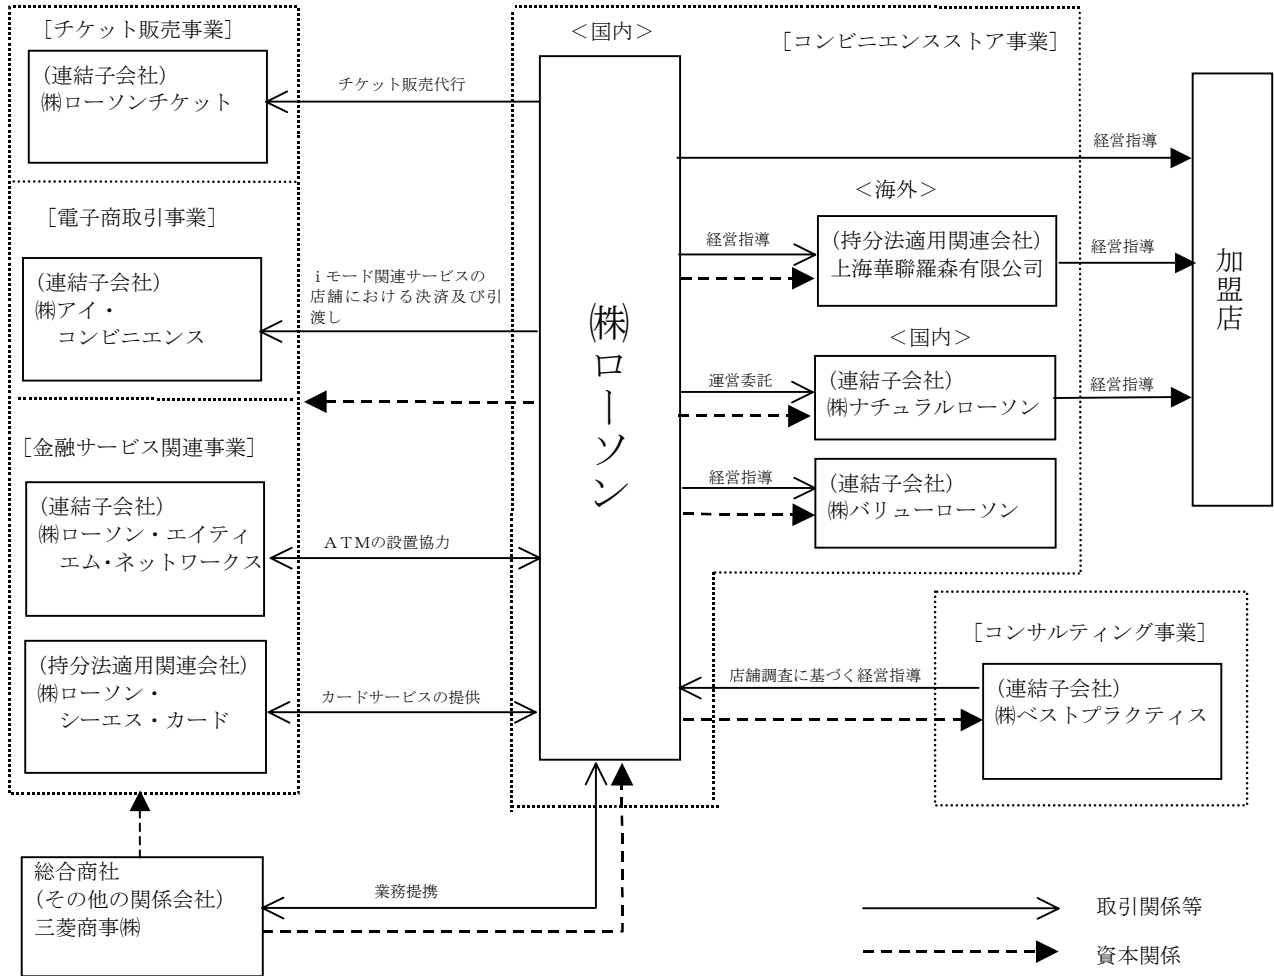 ［チケット販売事業］
(連結子会社)
㈱ローソンチケット
チケット販売代行
［電子商取引事業］
(連結子会社)
㈱アイ・
コンビニエンス
ｉモード関連サービスの
店舗における決済及び引
渡し
［金融サービス関連事業］
(連結子会社)
㈱ローソン・エイティ
エム・ネットワークス
ＡＴＭの設置協力
(持分法適用関連会社)
㈱ローソン・
シーエス・カード
カードサービスの提供
総合商社
(その他の関係会社)
三菱商事㈱
業務提携
＜国内＞
㈱ローソン
［コンビニエンスストア事業］
経営指導
＜海外＞
経営指導
(持分法適用関連会社)
上海華聯羅森有限公司
経営指導
＜国内＞
運営委託
(連結子会社)
㈱ナチュラルローソン
経営指導
経営指導
(連結子会社)
㈱バリューローソン
加盟店
［コンサルティング事業］
店舗調査に基づく経営指導
(連結子会社)
㈱ベストプラクティス
取引関係等
資本関係